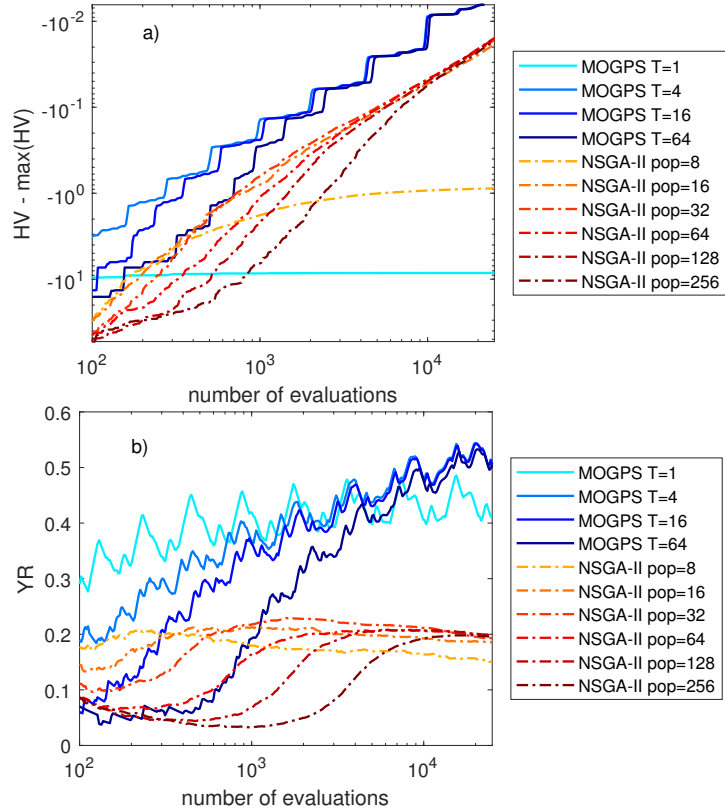 a)
HV - max(HV)
-10^-2
-10^-1
-10^0
-10^1
10^2
10^3
10^4
number of evaluations
MOGPS T=1
MOGPS T=4
MOGPS T=16
MOGPS T=64
NSGA-II pop=8
NSGA-II pop=16
NSGA-II pop=32
NSGA-II pop=64
NSGA-II pop=128
NSGA-II pop=256
b)
YR
0.6
0.5
0.4
0.3
0.2
0.1
0
10^2
10^3
10^4
number of evaluations
MOGPS T=1
MOGPS T=4
MOGPS T=16
MOGPS T=64
NSGA-II pop=8
NSGA-II pop=16
NSGA-II pop=32
NSGA-II pop=64
NSGA-II pop=128
NSGA-II pop=256